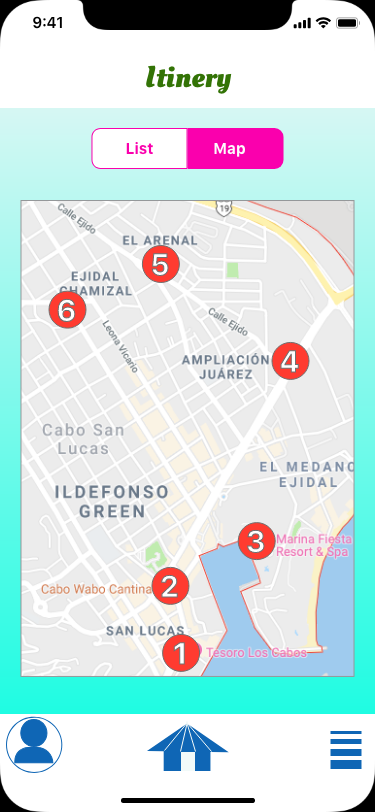 9:41
Itinery
List
Map
19
Calle Ejido
EL ARENAL
5
EJIDAL
CHAMIZAL
6
Calle Ejido
Leona Vicario
AMPLIACIÓN
JUÁREZ
4
Cabo San
Lucas
EL MEDANO
EJIDAL
ILDEFONSO
GREEN
3
Marina Fiesta
Resort & Spa
Cabo Wabo Cantina
2
SAN LUCAS
1
Tesoro Los Cabos